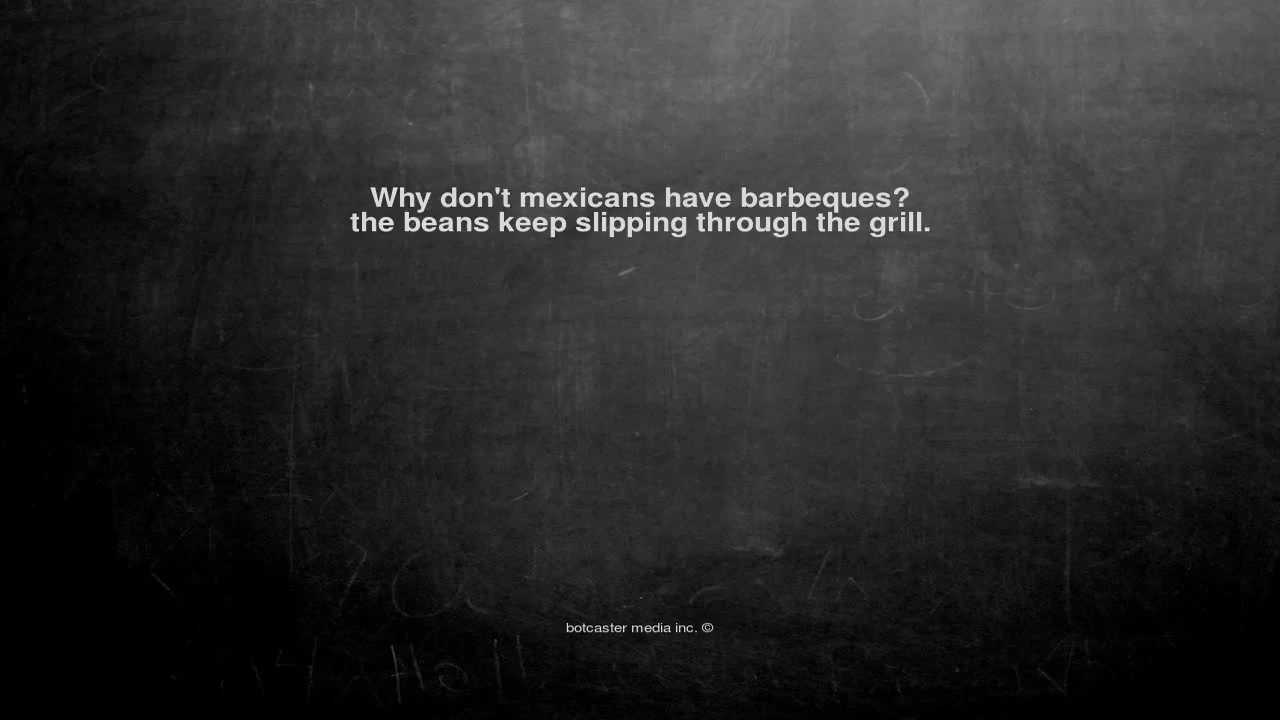 Why don't mexicans have barbeques?
the beans keep slipping through the grill.
botcaster media inc. ©